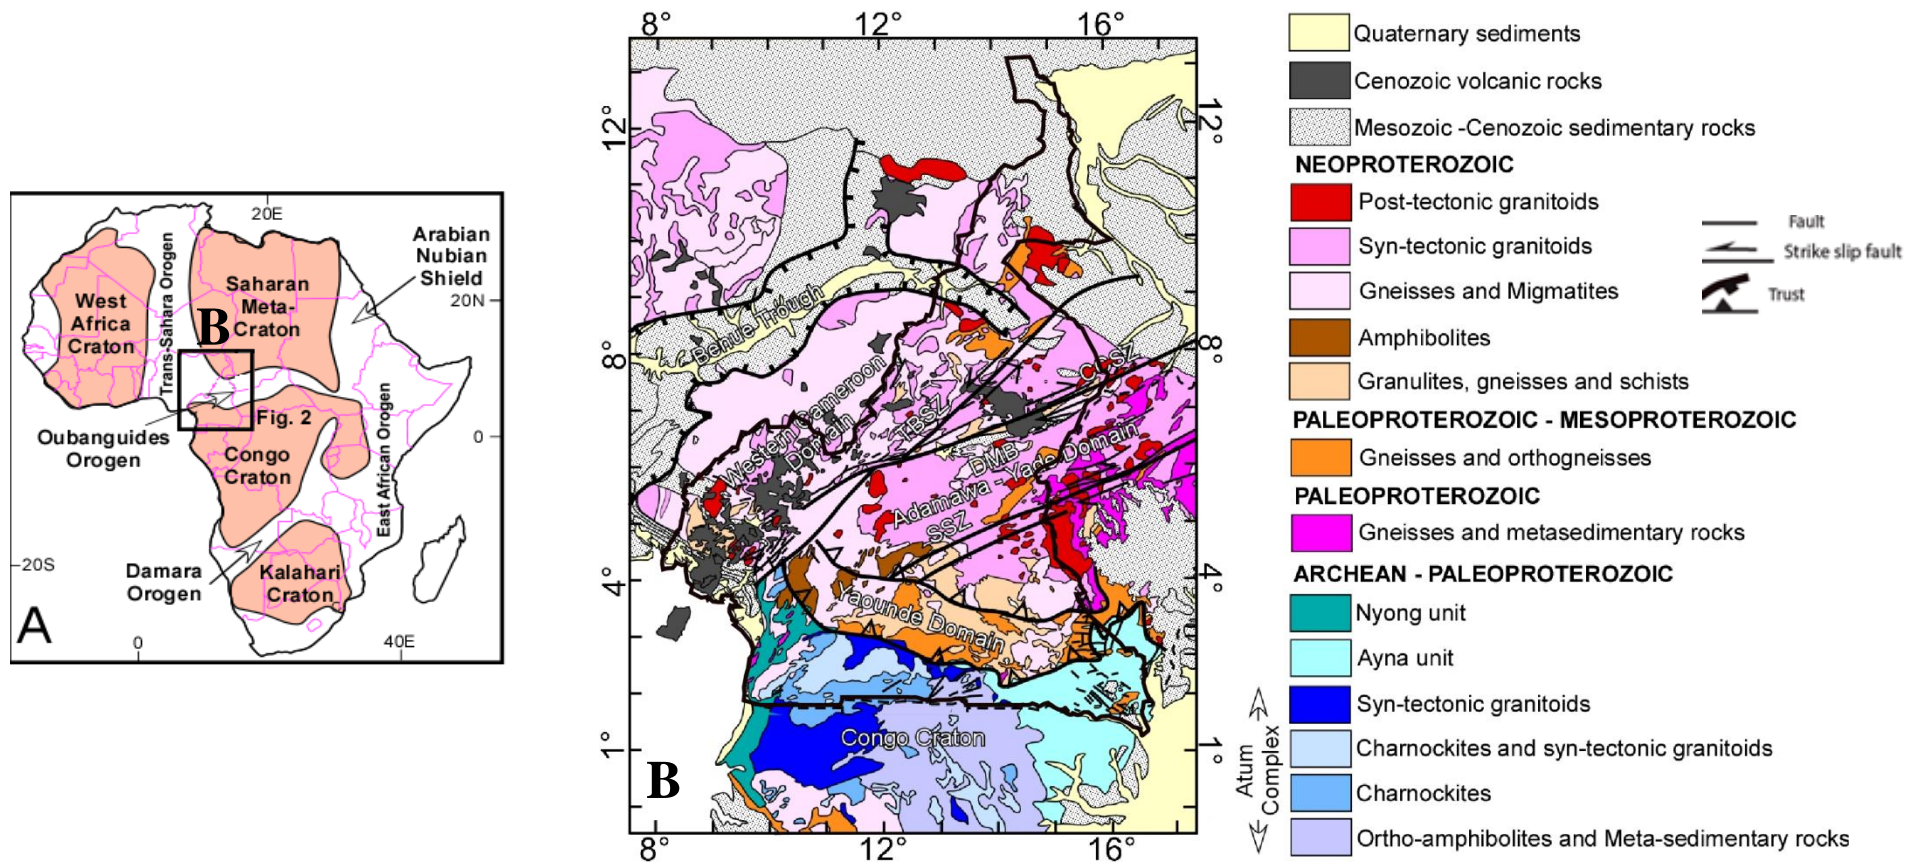 20E
Arabian
Nubian
Shield
20N
Trans-Sahara Orogen
Saharan
Meta-
Craton
West
Africa
Craton
B
Fig. 2
Oubanguides
Orogen
0
Congo
Craton
East African Orogen
20S
Damara
Orogen
Kalahari
Craton
A
0
40E
8°
12°
16°
12°
12°
Benue Trough
8°
8°
CCSZ
Western Cameroon
Domain
TBSZ
DMB
Adamawa - Yade Domain
SSZ
4°
4°
Yaounde Domain
Congo Craton
1°
1°
B
8°
12°
16°
Quaternary sediments
Cenozoic volcanic rocks
Mesozoic -Cenozoic sedimentary rocks
NEOPROTEROZOIC
Post-tectonic granitoids
Syn-tectonic granitoids
Gneisses and Migmatites
Amphibolites
Granulites, gneisses and schists
PALEOPROTEROZOIC - MESOPROTEROZOIC
Gneisses and orthogneisses
PALEOPROTEROZOIC
Gneisses and metasedimentary rocks
ARCHEAN - PALEOPROTEROZOIC
Nyong unit
Ayna unit
Syn-tectonic granitoids
Charnockites and syn-tectonic granitoids
Charnockites
Ortho-amphibolites and Meta-sedimentary rocks
Atum
Complex
Fault
Strike slip fault
Trust